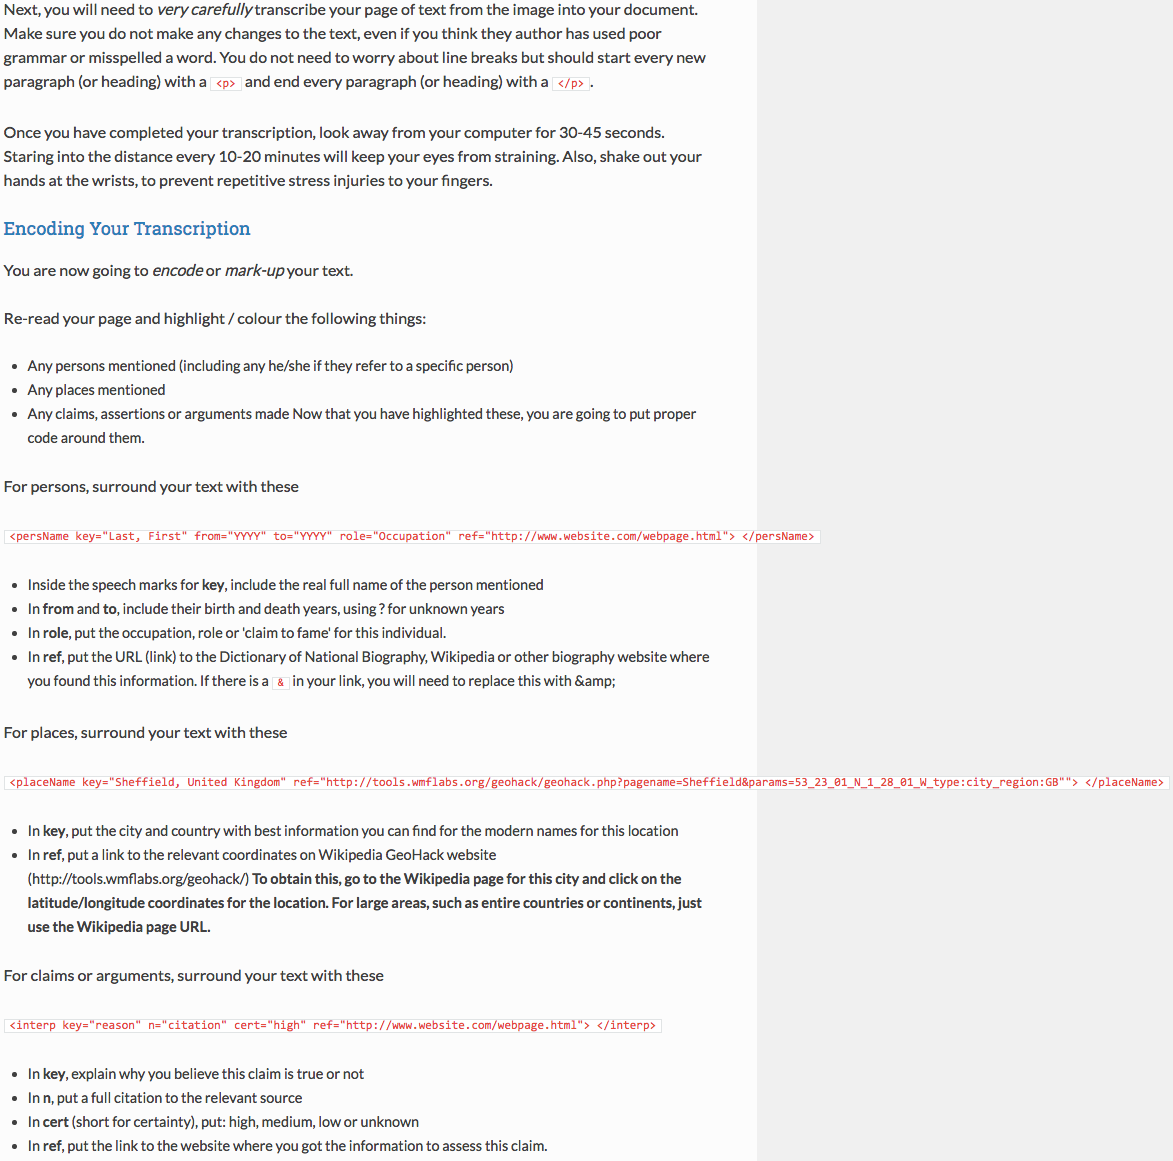 Next, you will need to very carefully transcribe your page of text from the image into your document.
Make sure you do not make any changes to the text, even if you think they author has used poor
grammar or misspelled a word. You do not need to worry about line breaks but should start every new
paragraph (or heading) with a <p> and end every paragraph (or heading) with a </p>.
Once you have completed your transcription, look away from your computer for 30-45 seconds.
Staring into the distance every 10-20 minutes will keep your eyes from straining. Also, shake out your
hands at the wrists, to prevent repetitive stress injuries to your fingers.
Encoding Your Transcription
You are now going to encode or mark-up your text.
Re-read your page and highlight / colour the following things:
• Any persons mentioned (including any he/she if they refer to a specific person)
• Any places mentioned
• Any claims, assertions or arguments made Now that you have highlighted these, you are going to put proper
code around them.
For persons, surround your text with these
<persName key="Last, First" from="YYYY" to="YYYY" role="Occupation" ref="http://www.website.com/webpage.html"> </persName>
• Inside the speech marks for key, include the real full name of the person mentioned
• In from and to, include their birth and death years, using ? for unknown years
• In role, put the occupation, role or 'claim to fame' for this individual.
• In ref, put the URL (link) to the Dictionary of National Biography, Wikipedia or other biography website where
you found this information. If there is a & in your link, you will need to replace this with &amp;
For places, surround your text with these
<placeName key="Sheffield, United Kingdom" ref="http://tools.wmflabs.org/geohack/geohack.php?pagename=Sheffield&params=53_23_01_N_1_28_01_W_type:city_region:GB""> </placeName>
• In key, put the city and country with best information you can find for the modern names for this location
• In ref, put a link to the relevant coordinates on Wikipedia GeoHack website
(http://tools.wmflabs.org/geohack/) To obtain this, go to the Wikipedia page for this city and click on the
latitude/longitude coordinates for the location. For large areas, such as entire countries or continents, just
use the Wikipedia page URL.
For claims or arguments, surround your text with these
<interp key="reason" n="citation" cert="high" ref="http://www.website.com/webpage.html"> </interp>
• In key, explain why you believe this claim is true or not
• In n, put a full citation to the relevant source
• In cert (short for certainty), put: high, medium, low or unknown
• In ref, put the link to the website where you got the information to assess this claim.